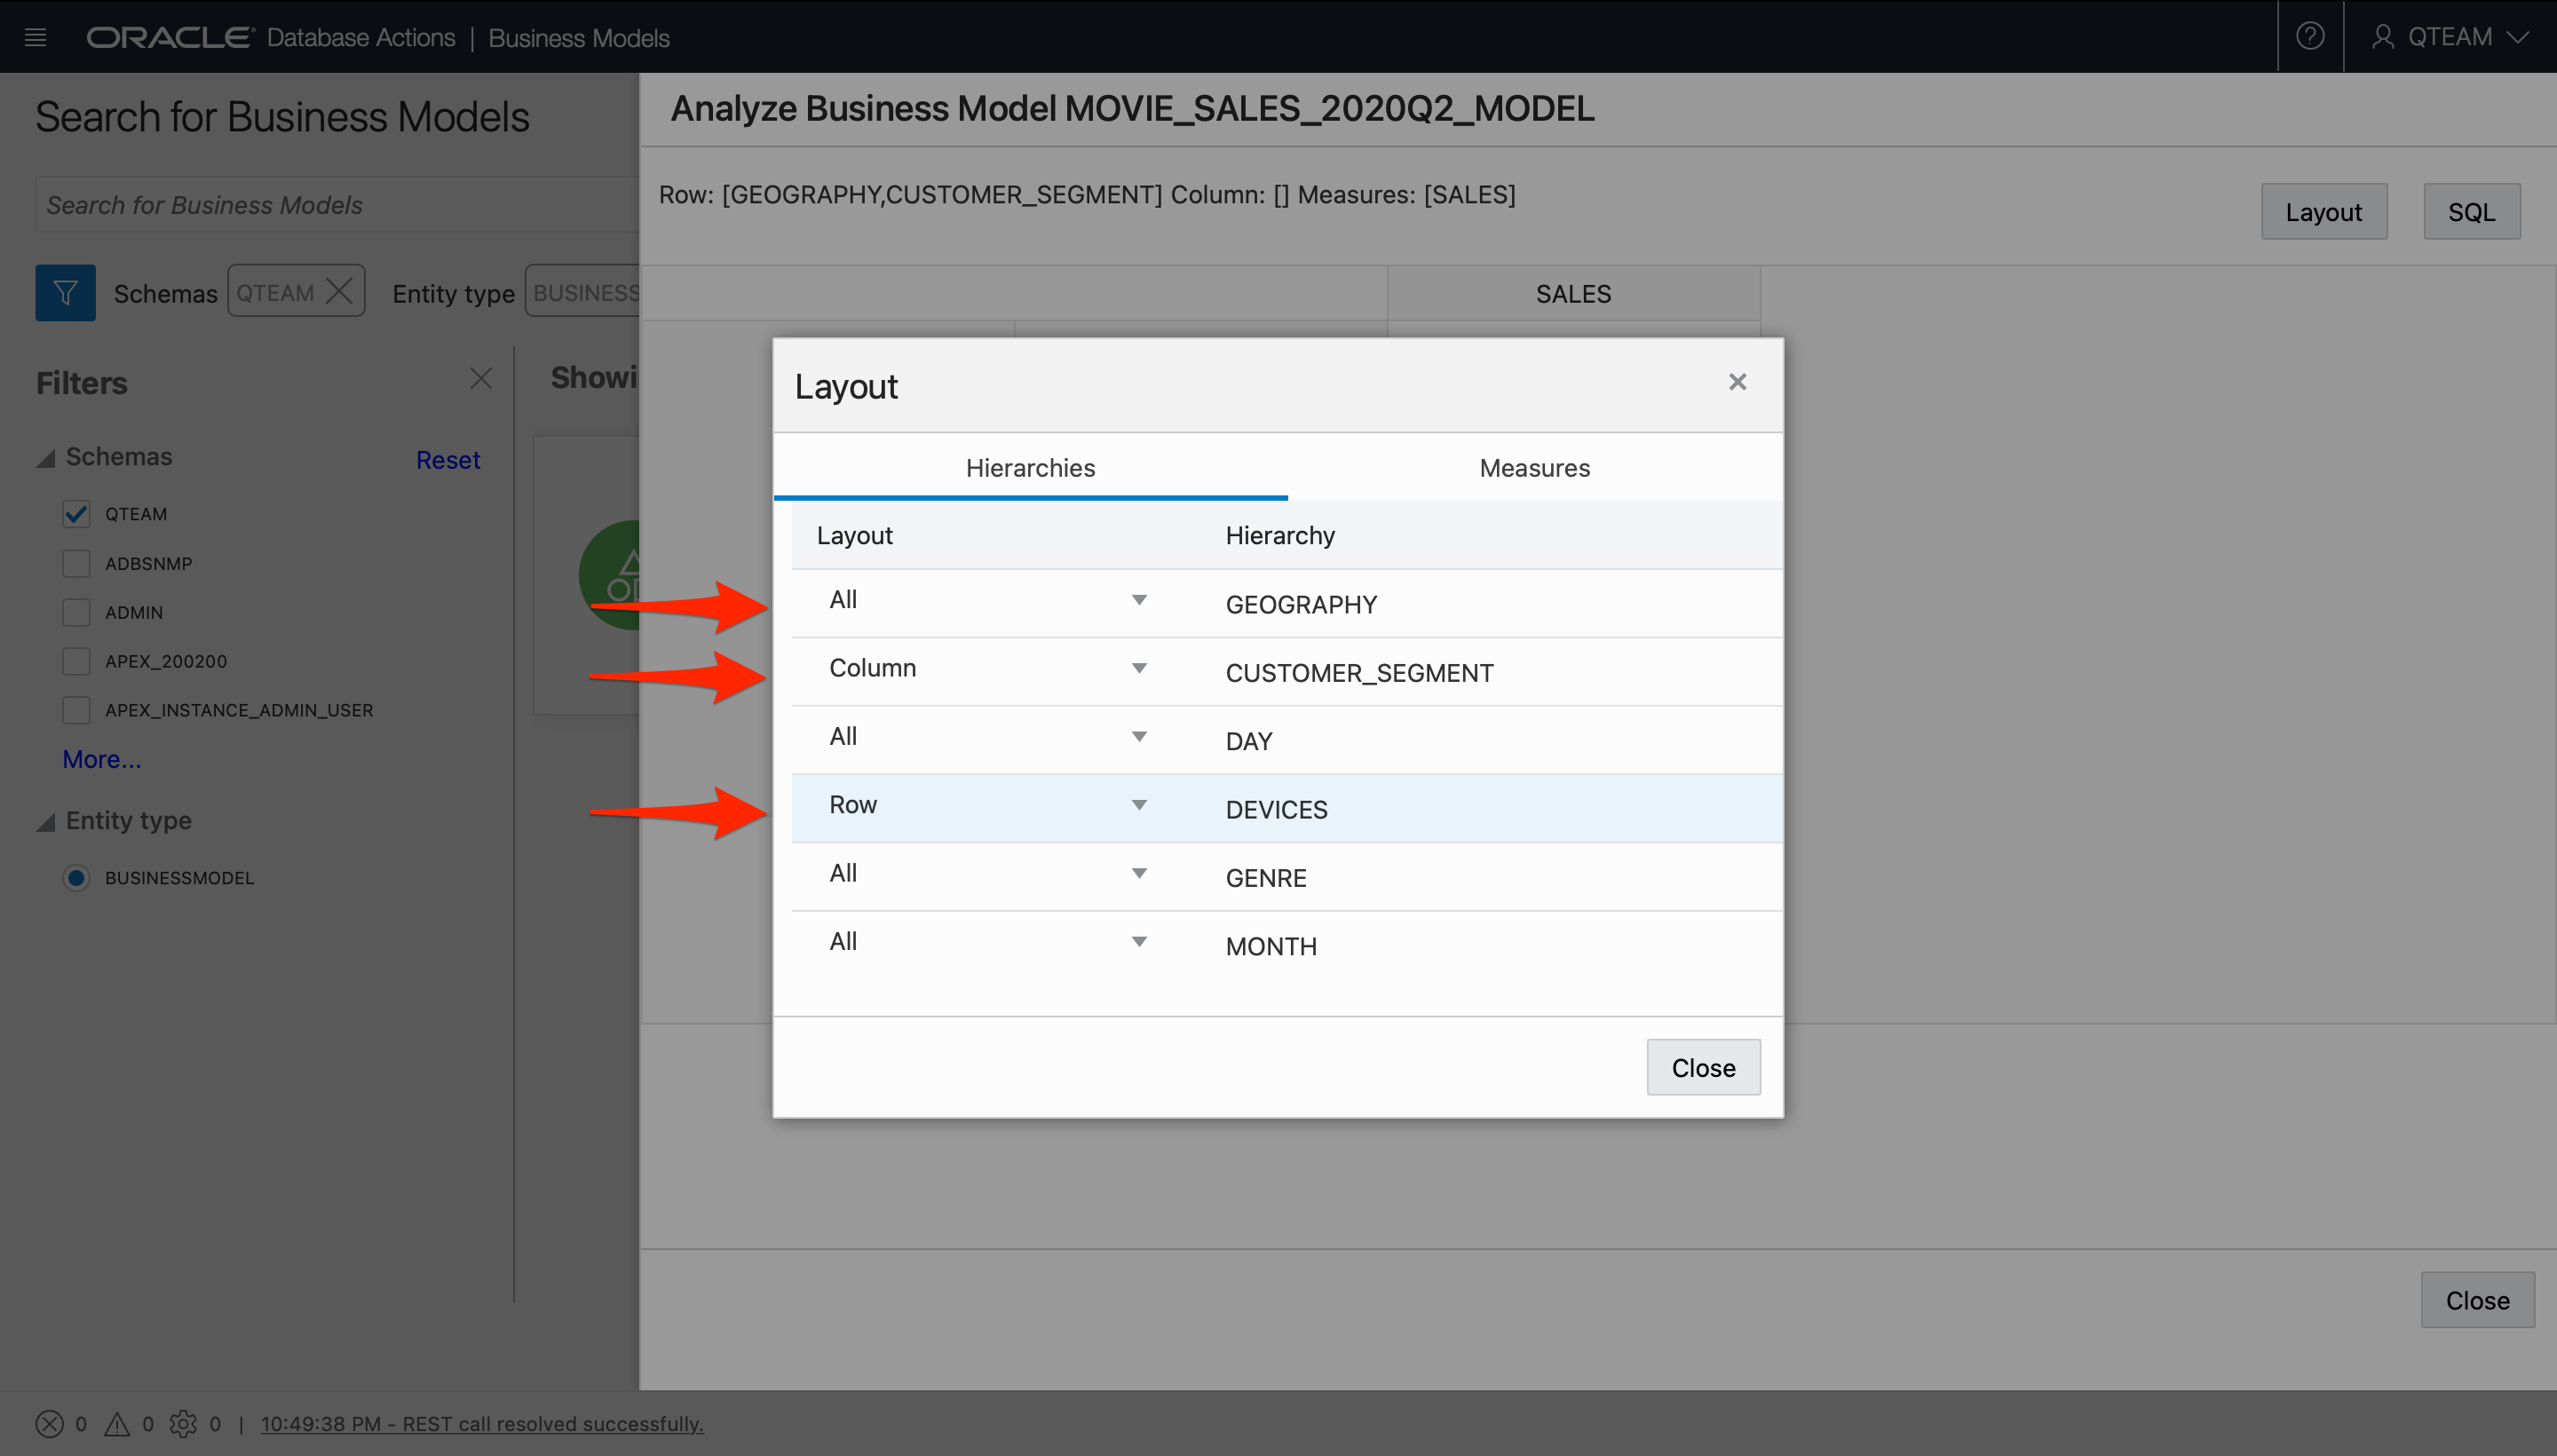 ORACLE Database Actions | Business Models
QTEAM
Search for Business Models
Search for Business Models
Schemas QTEAM Entity type BUSINESS
Filters
Schemas Reset
QTEAM
ADBSNMP
ADMIN
APEX_200200
APEX_INSTANCE_ADMIN_USER
More...
Entity type
BUSINESSMODEL
Showi
Analyze Business Model MOVIE_SALES_2020Q2_MODEL
Row: [GEOGRAPHY,CUSTOMER_SEGMENT] Column: [] Measures: [SALES]
Layout SQL
SALES
Layout
Hierarchies Measures
Layout Hierarchy
All GEOGRAPHY
Column CUSTOMER_SEGMENT
All DAY
Row DEVICES
All GENRE
All MONTH
Close
Close
0 0 0 | 10:49:38 PM - REST call resolved successfully.